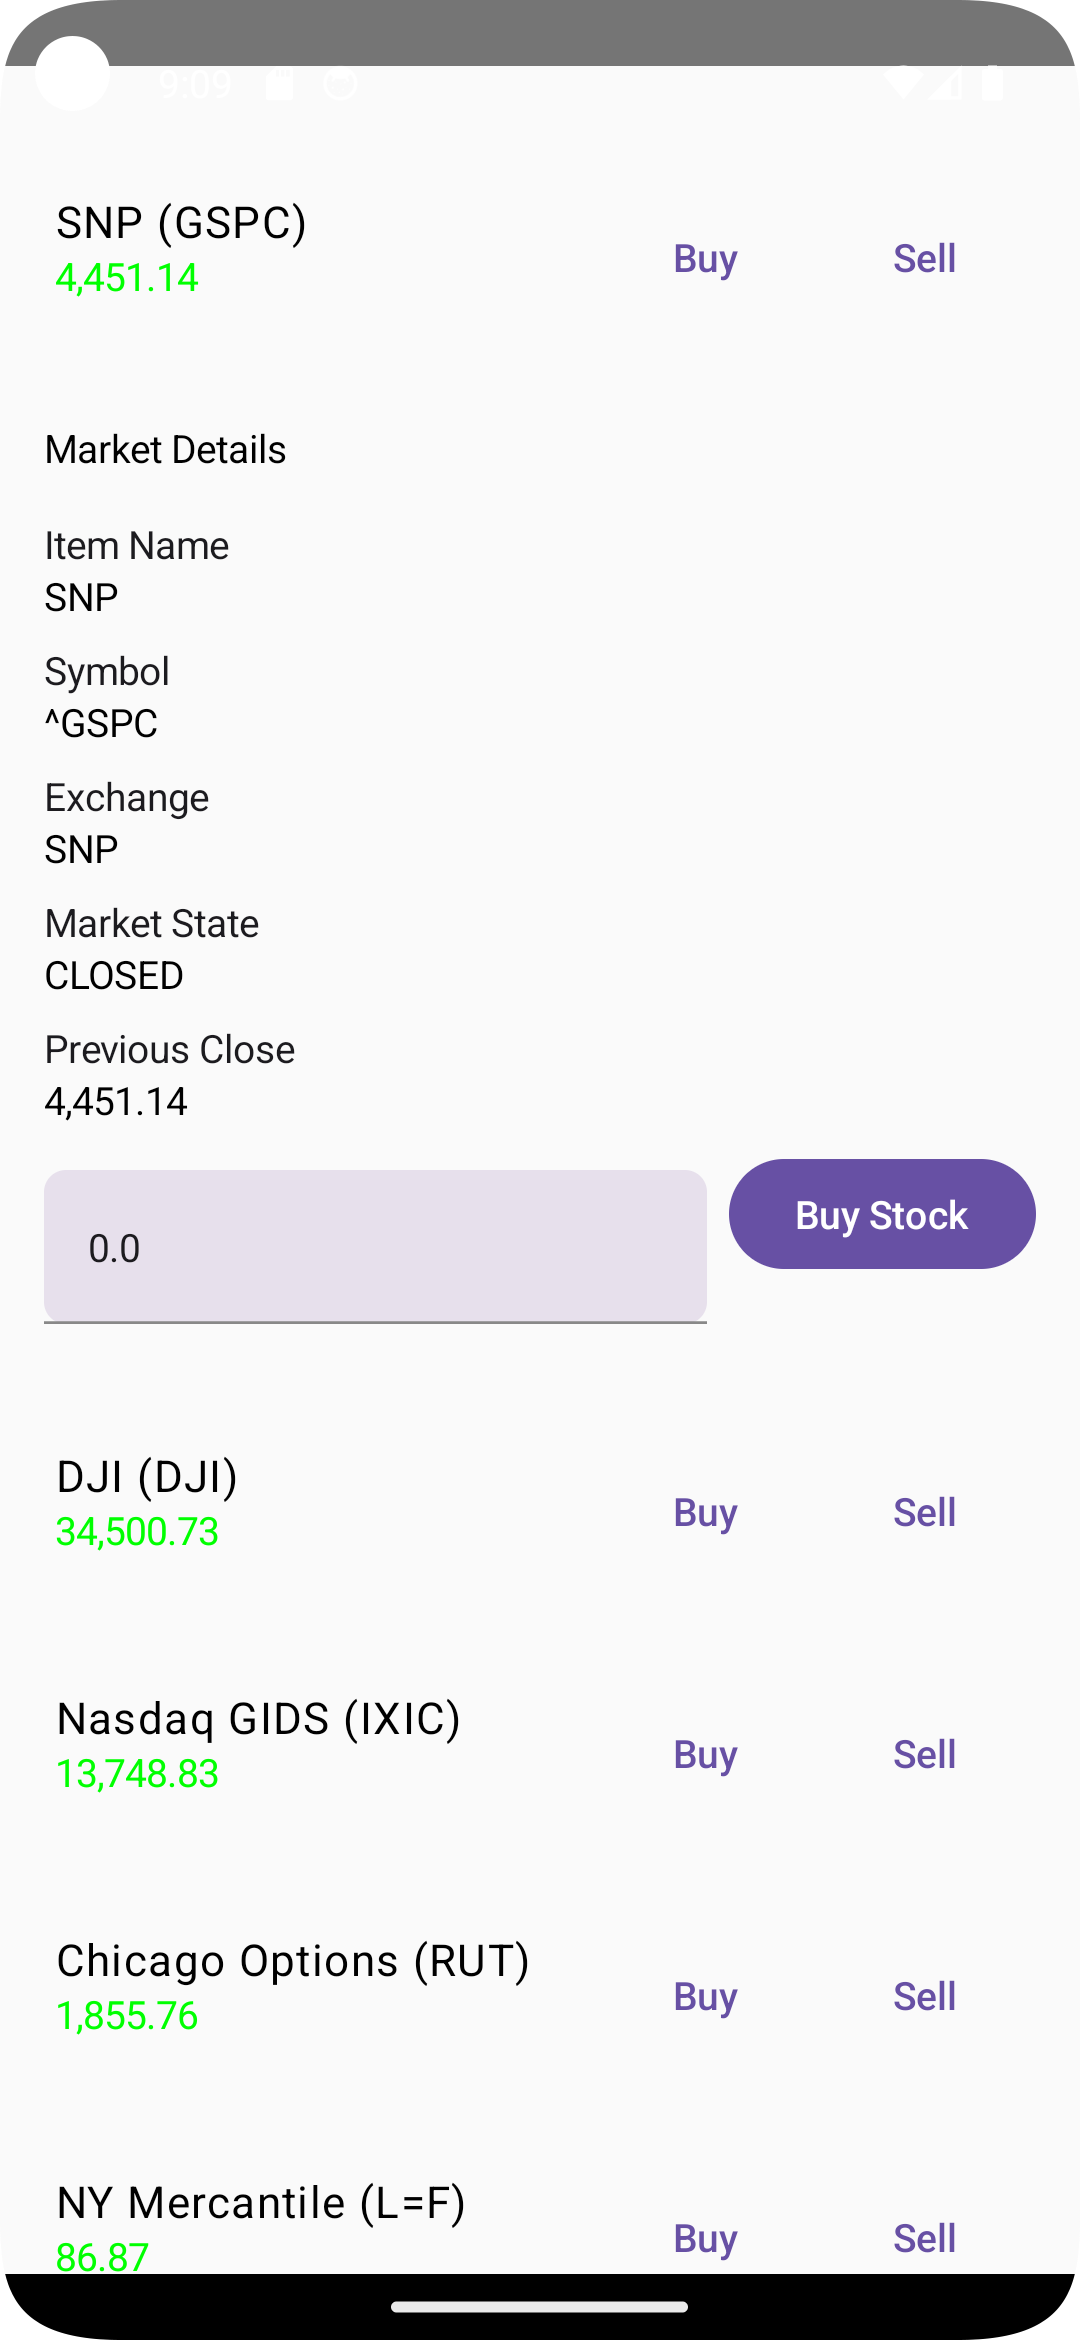 9:09
SNP (GSPC)
4,451.14
Buy
Sell
Market Details
Item Name
SNP
Symbol
^GSPC
Exchange
SNP
Market State
CLOSED
Previous Close
4,451.14
0.0
Buy Stock
DJI (DJI)
34,500.73
Buy
Sell
Nasdaq GIDS (IXIC)
13,748.83
Buy
Sell
Chicago Options (RUT)
1,855.76
Buy
Sell
NY Mercantile (L=F)
86.87
Buy
Sell